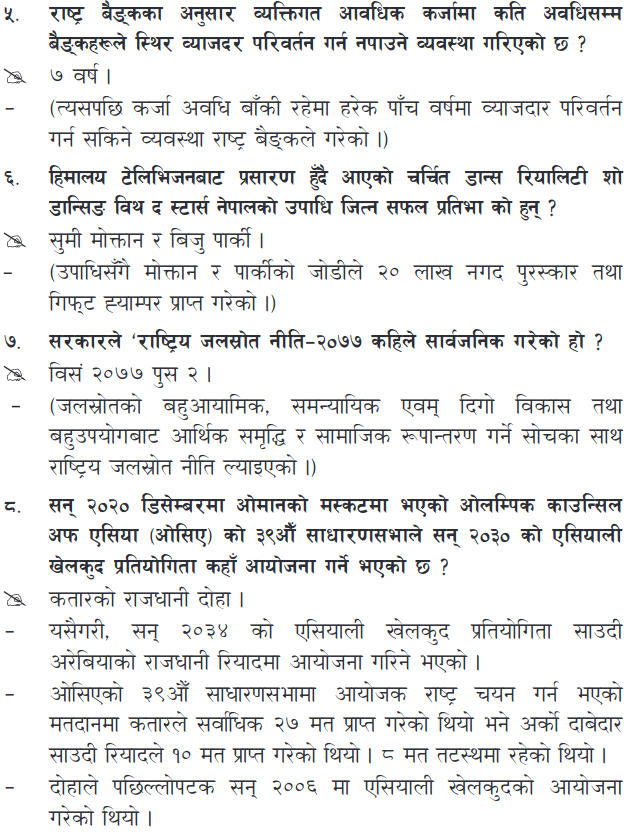 ५. राष्ट्र बैङ्कका अनुसार व्यक्तिगत आवधिक कर्जामा कति अवधिसम्म
बैङ्कहरूले स्थिर व्याजदर परिवर्तन गर्न नपाउने व्यवस्था गरिएको छ ?
७ वर्ष ।
– (त्यसपछि कर्जा अवधि बाँकी रहेमा हरेक पाँच वर्षमा व्याजदार परिवर्तन
गर्न सकिने व्यवस्था राष्ट्र बैङ्कले गरेको ।)
६. हिमालय टेलिभिजनबाट प्रसारण हुँदै आएको चर्चित डान्स रियालिटी शो
डान्सिङ विथ द स्टार्स नेपालको उपाधि जित्न सफल प्रतिभा को हुन् ?
सुमी मोक्तान र बिजु पार्की ।
– (उपाधिसँगै मोक्तान र पार्कीको जोडीले २० लाख नगद पुरस्कार तथा
गिफ्ट ह्याम्पर प्राप्त गरेको ।)
७. सरकारले ‘राष्ट्रिय जलस्रोत नीति–२०७७ कहिले सार्वजनिक गरेको हो ?
विसं २०७७ पुस २ ।
– (जलस्रोतको बहुआयामिक, समन्यायिक एवम् दिगो विकास तथा
बहुउपयोगबाट आर्थिक समृद्धि र सामाजिक रूपान्तरण गर्ने सोचका साथ
राष्ट्रिय जलस्रोत नीति ल्याइएको ।)
८. सन् २०२० डिसेम्बरमा ओमानको मस्कटमा भएको ओलम्पिक काउन्सिल
अफ एसिया (ओसिए) को ३९औँ साधारणसभाले सन् २०३० को एसियाली
खेलकुद प्रतियोगिता कहाँ आयोजना गर्ने भएको छ ?
कतारको राजधानी दोहा ।
– यसैगरी, सन् २०३४ को एसियाली खेलकुद प्रतियोगिता साउदी
अरेबियाको राजधानी रियादमा आयोजना गरिने भएको ।
– ओसिएको ३९औँ साधारणसभामा आयोजक राष्ट्र चयन गर्न भएको
मतदानमा कतारले सर्वाधिक २७ मत प्राप्त गरेको थियो भने अर्को दाबेदार
साउदी रियादले १० मत प्राप्त गरेको थियो । ८ मत तटस्थमा रहेको थियो ।
– दोहाले पछिल्लोपटक सन् २००६ मा एसियाली खेलकुदको आयोजना
गरेको थियो ।